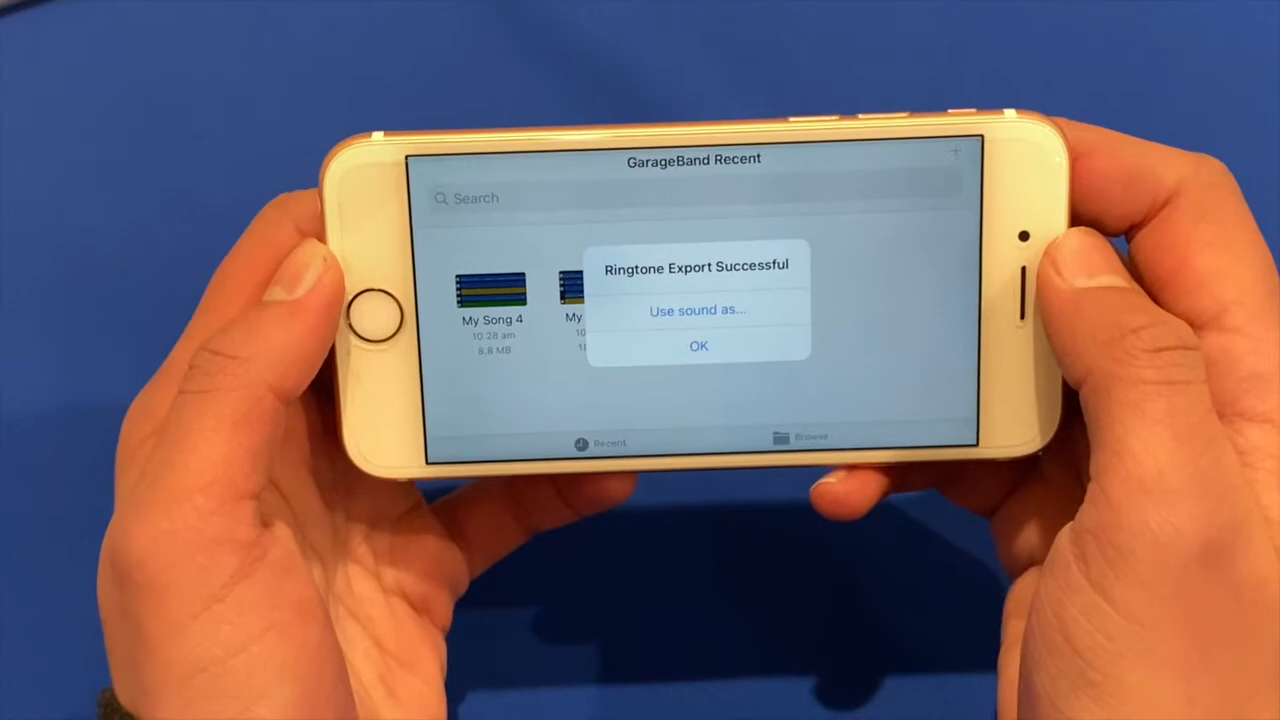 GarageBand Recent
Search
Ringtone Export Successful
Use sound as...
OK
My Song 4
10:28 am
8.8 MB
My
10
Recent
Browse